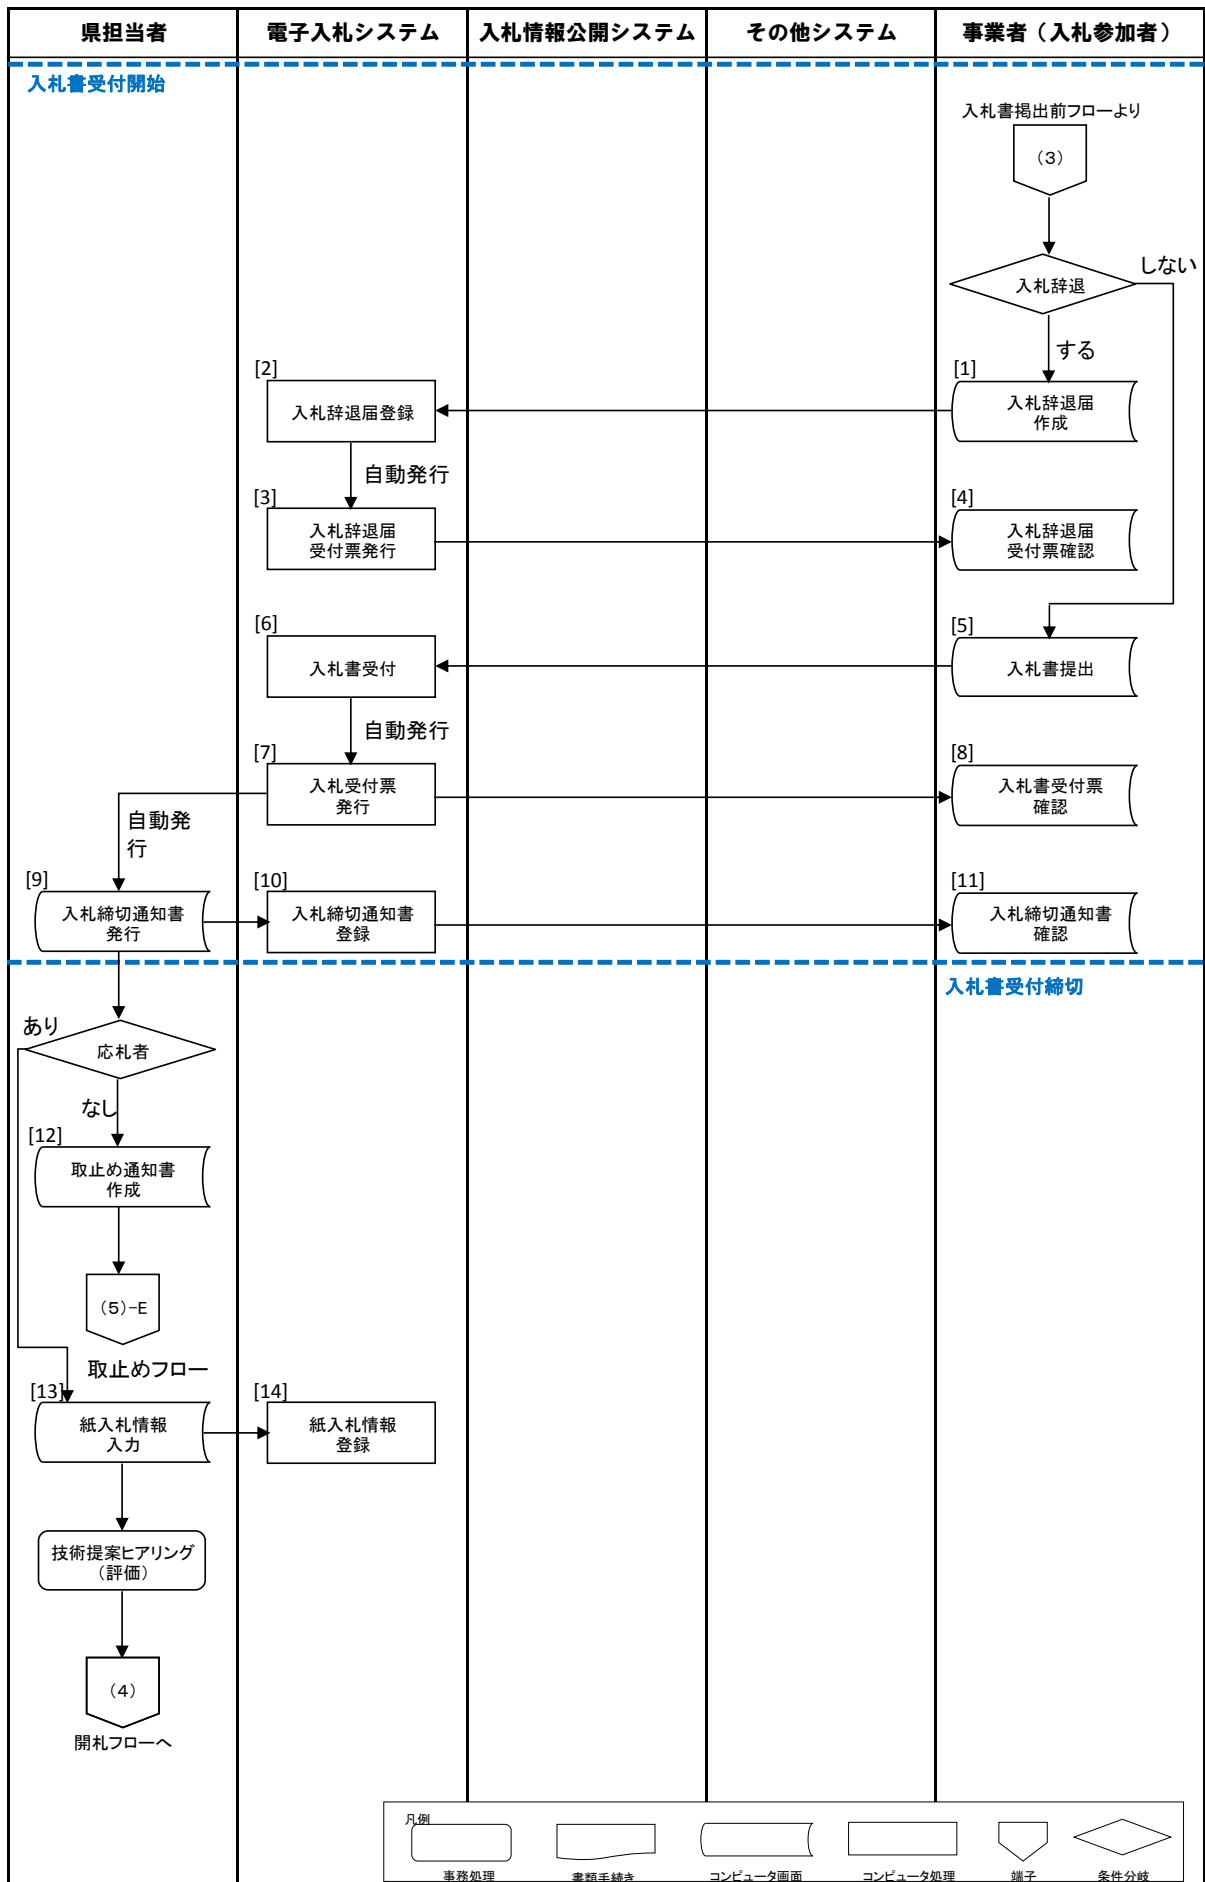 県担当者
電子入札システム
入札情報公開システム
その他システム
事業者（入札参加者）
入札書受付開始
入札書掲出前フローより
（３）
入札辞退
しない
する
[1]
入札辞退届
作成
[2]
入札辞退届登録
自動発行
[3]
入札辞退届
受付票発行
[4]
入札辞退届
受付票確認
[5]
入札書提出
[6]
入札書受付
自動発行
[7]
入札受付票
発行
[8]
入札書受付票
確認
自動発
行
[9]
入札締切通知書
発行
[10]
入札締切通知書
登録
[11]
入札締切通知書
確認
入札書受付締切
あり
応札者
なし
[12]
取止め通知書
作成
（５）-E
取止めフロー
[13]
紙入札情報
入力
[14]
紙入札情報
登録
技術提案ヒアリング
（評価）
（４）
開札フローへ
凡例
事務処理
書類手続き
コンピュータ画面
コンピュータ処理
端子
条件分岐